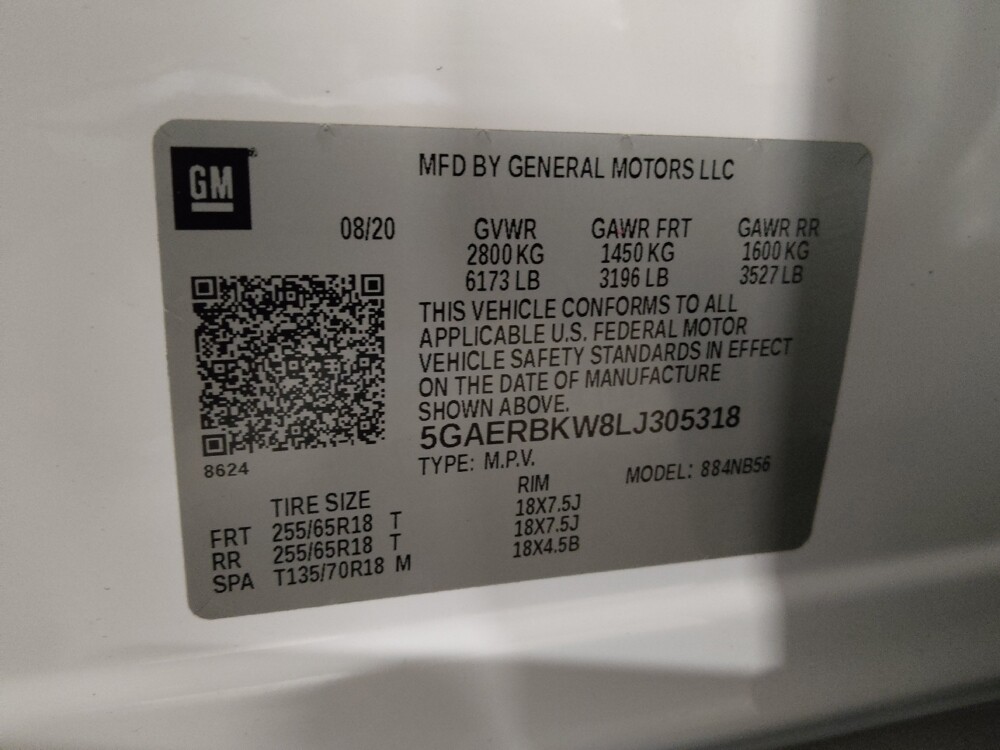 GM
MFD BY GENERAL MOTORS LLC
08/20 GVWR GAWR FRT GAWR RR
2800 KG 1450 KG 1600 KG
6173 LB 3196 LB 3527 LB
THIS VEHICLE CONFORMS TO ALL
APPLICABLE U.S. FEDERAL MOTOR
VEHICLE SAFETY STANDARDS IN EFFECT
ON THE DATE OF MANUFACTURE
SHOWN ABOVE.
5GAERBKW8LJ305318
8624
TYPE: M.P.V. MODEL: 884NB56
TIRE SIZE RIM
FRT 255/65R18 T 18X7.5J
RR 255/65R18 T 18X7.5J
SPA T135/70R18 M 18X4.5B